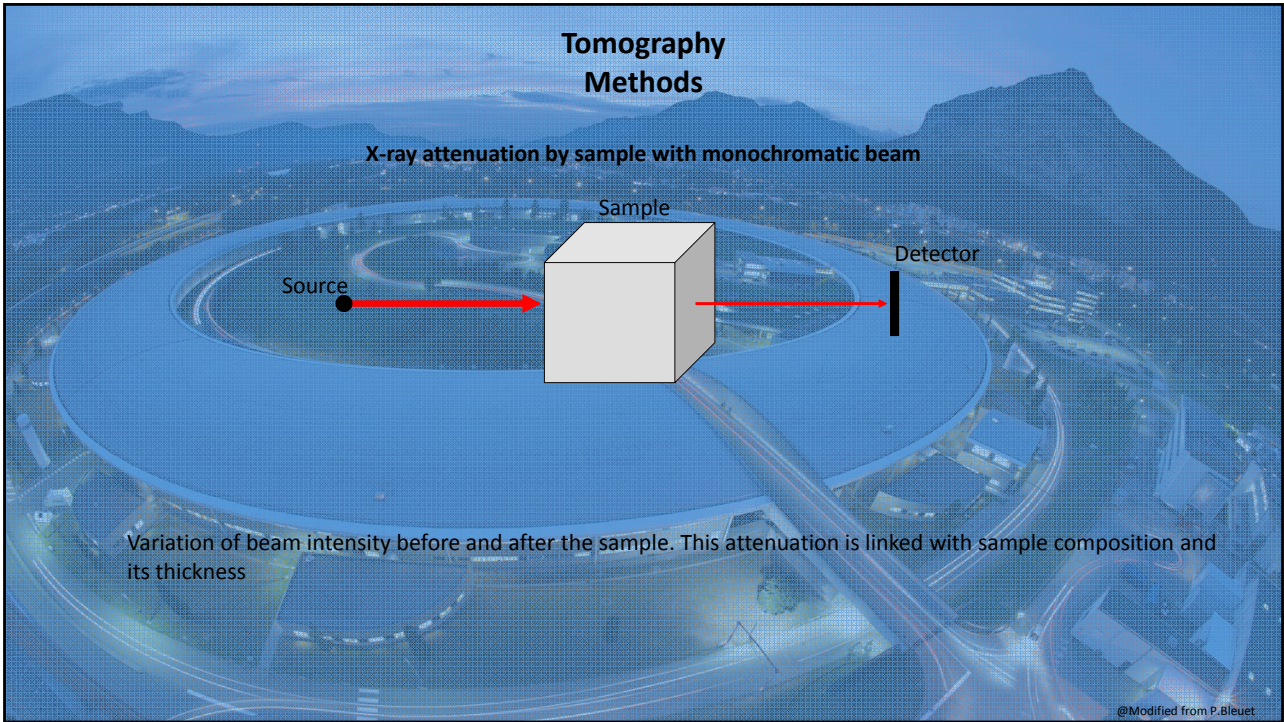 Tomography
Methods
X-ray attenuation by sample with monochromatic beam
Sample
Detector
Source
Variation of beam intensity before and after the sample. This attenuation is linked with sample composition and
its thickness
@Modified from P.Bleuet